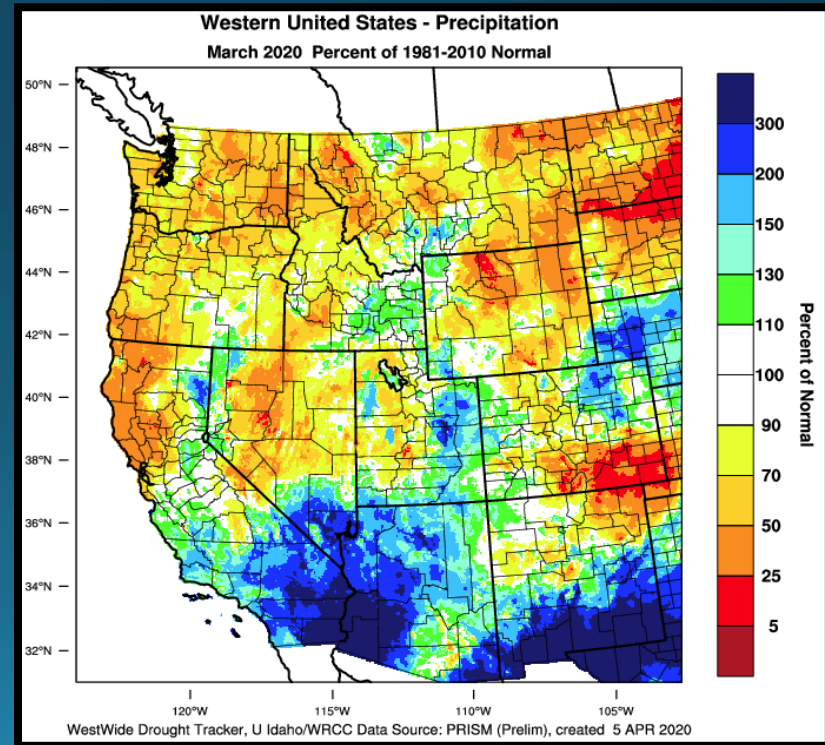 Western United States - Precipitation
March 2020 Percent of 1981-2010 Normal
50°N
48°N
46°N
44°N
42°N
40°N
38°N
36°N
34°N
32°N
120°W
115°W
110°W
105°W
300
200
150
130
110
100
90
70
50
25
5
Percent of Normal
WestWide Drought Tracker, U Idaho/WRCC Data Source: PRISM (Prelim), created 5 APR 2020